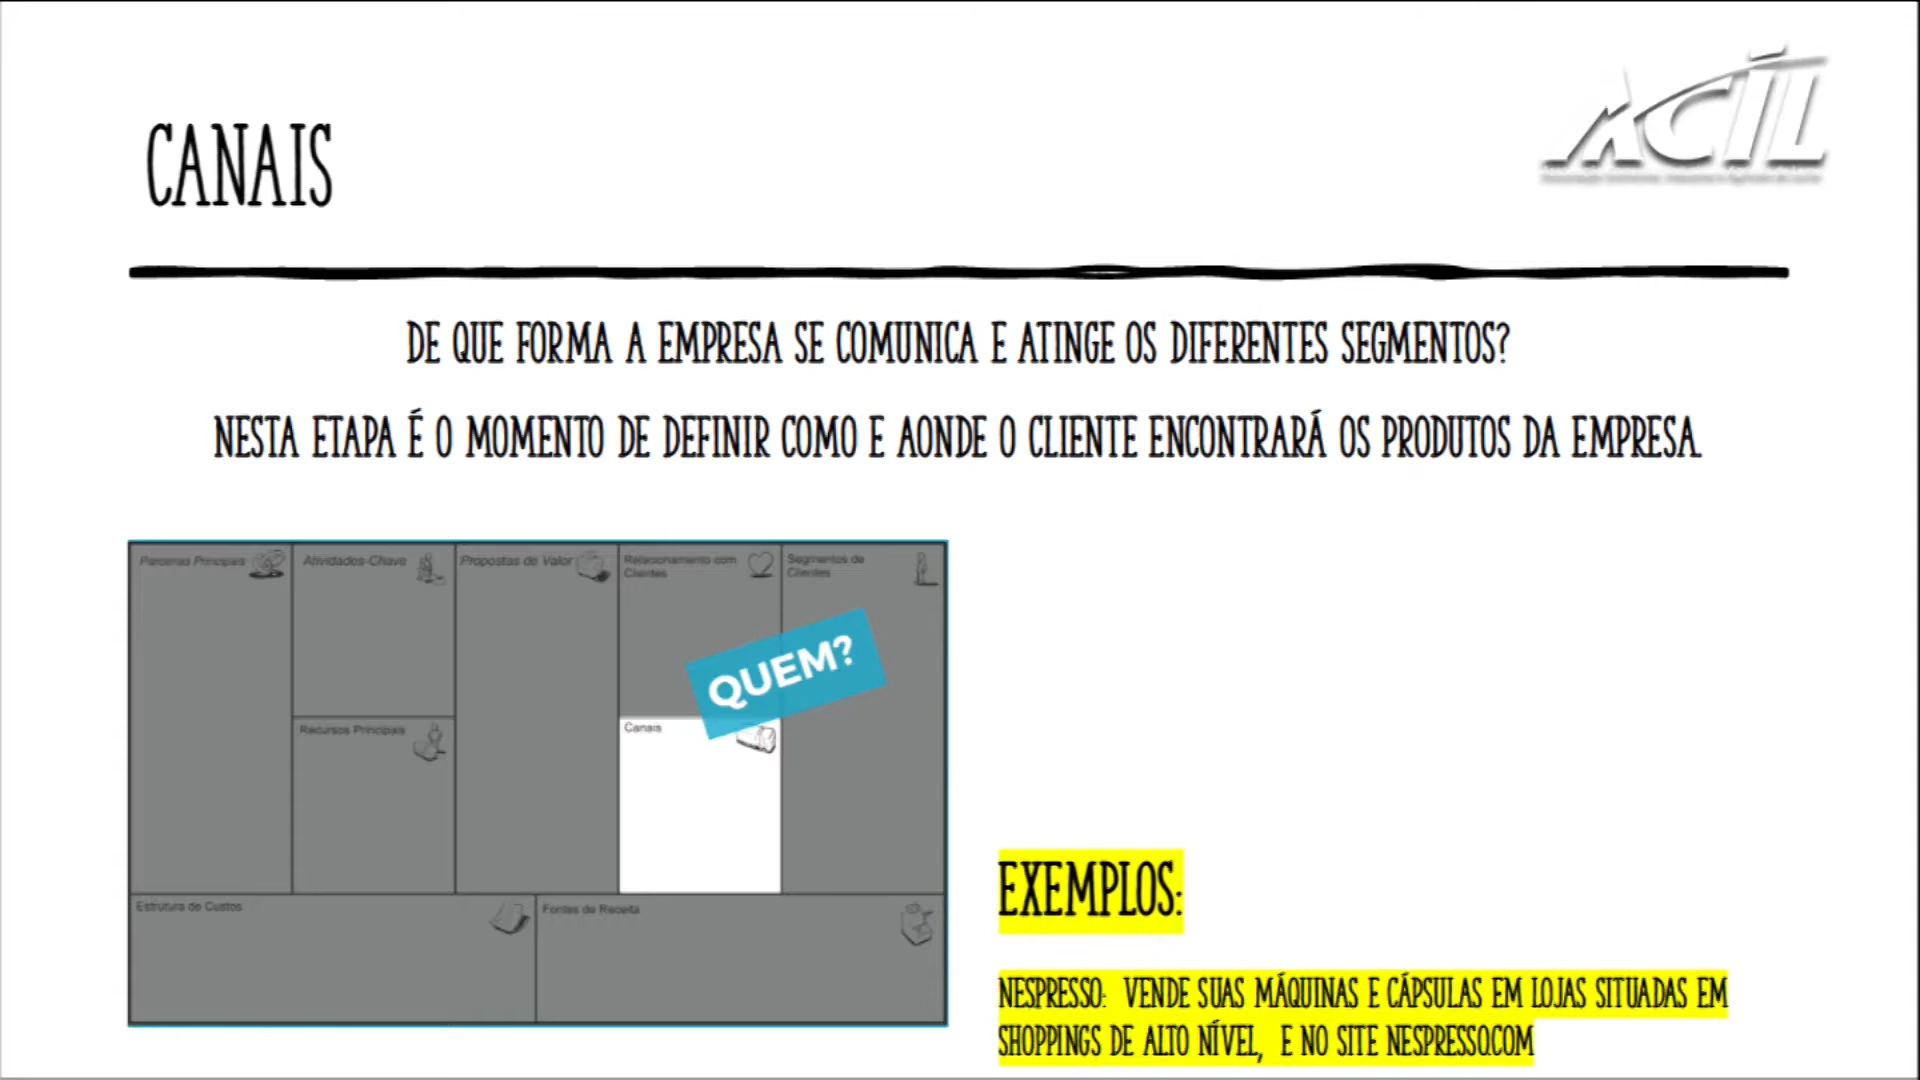 ACIL
CANAIS
DE QUE FORMA A EMPRESA SE COMUNICA E ATINGE OS DIFERENTES SEGMENTOS?
NESTA ETAPA É O MOMENTO DE DEFINIR COMO E AONDE O CLIENTE ENCONTRARÁ OS PRODUTOS DA EMPRESA.
Parcerias Principais
Atividades-Chave
Propostas de Valor
Relacionamento com
Clientes
Segmentos de
Clientes
QUEM?
Recursos Principais
Canais
Estrutura de Custos
Fontes de Receita
EXEMPLOS:
NESPRESSO: VENDE SUAS MÁQUINAS E CÁPSULAS EM LOJAS SITUADAS EM
SHOPPINGS DE ALTO NÍVEL, E NO SITE NESPRESSO.COM